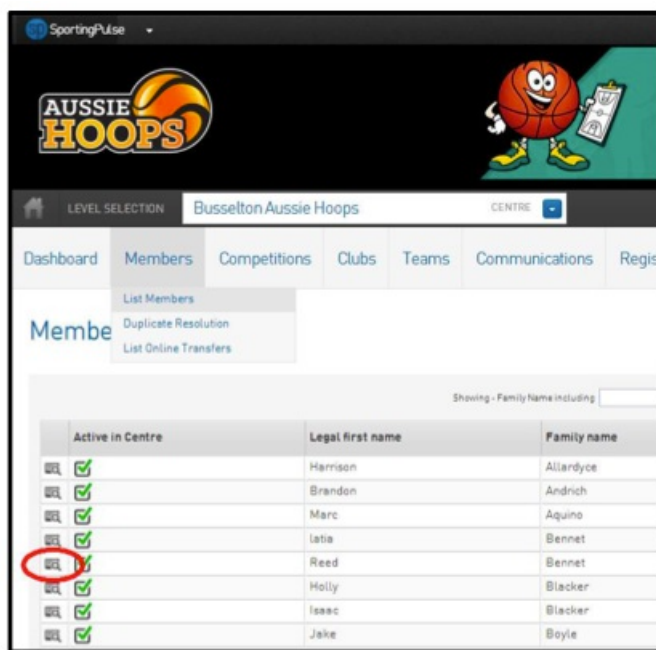 sp SportingPulse
AUSSIE
HOOPS
LEVEL SELECTION Busselton Aussie Hoops CENTRE
Dashboard Members Competitions Clubs Teams Communications Regis
List Members
Membe Duplicate Resolution
List Online Transfers
Showing - Family Name including
Active in Centre Legal first name Family name
Harrison Allardyce
Brandon Andrich
Marc Aquino
latia Bennet
Reed Bennet
Holly Blacker
Isaac Blacker
Jake Boyle